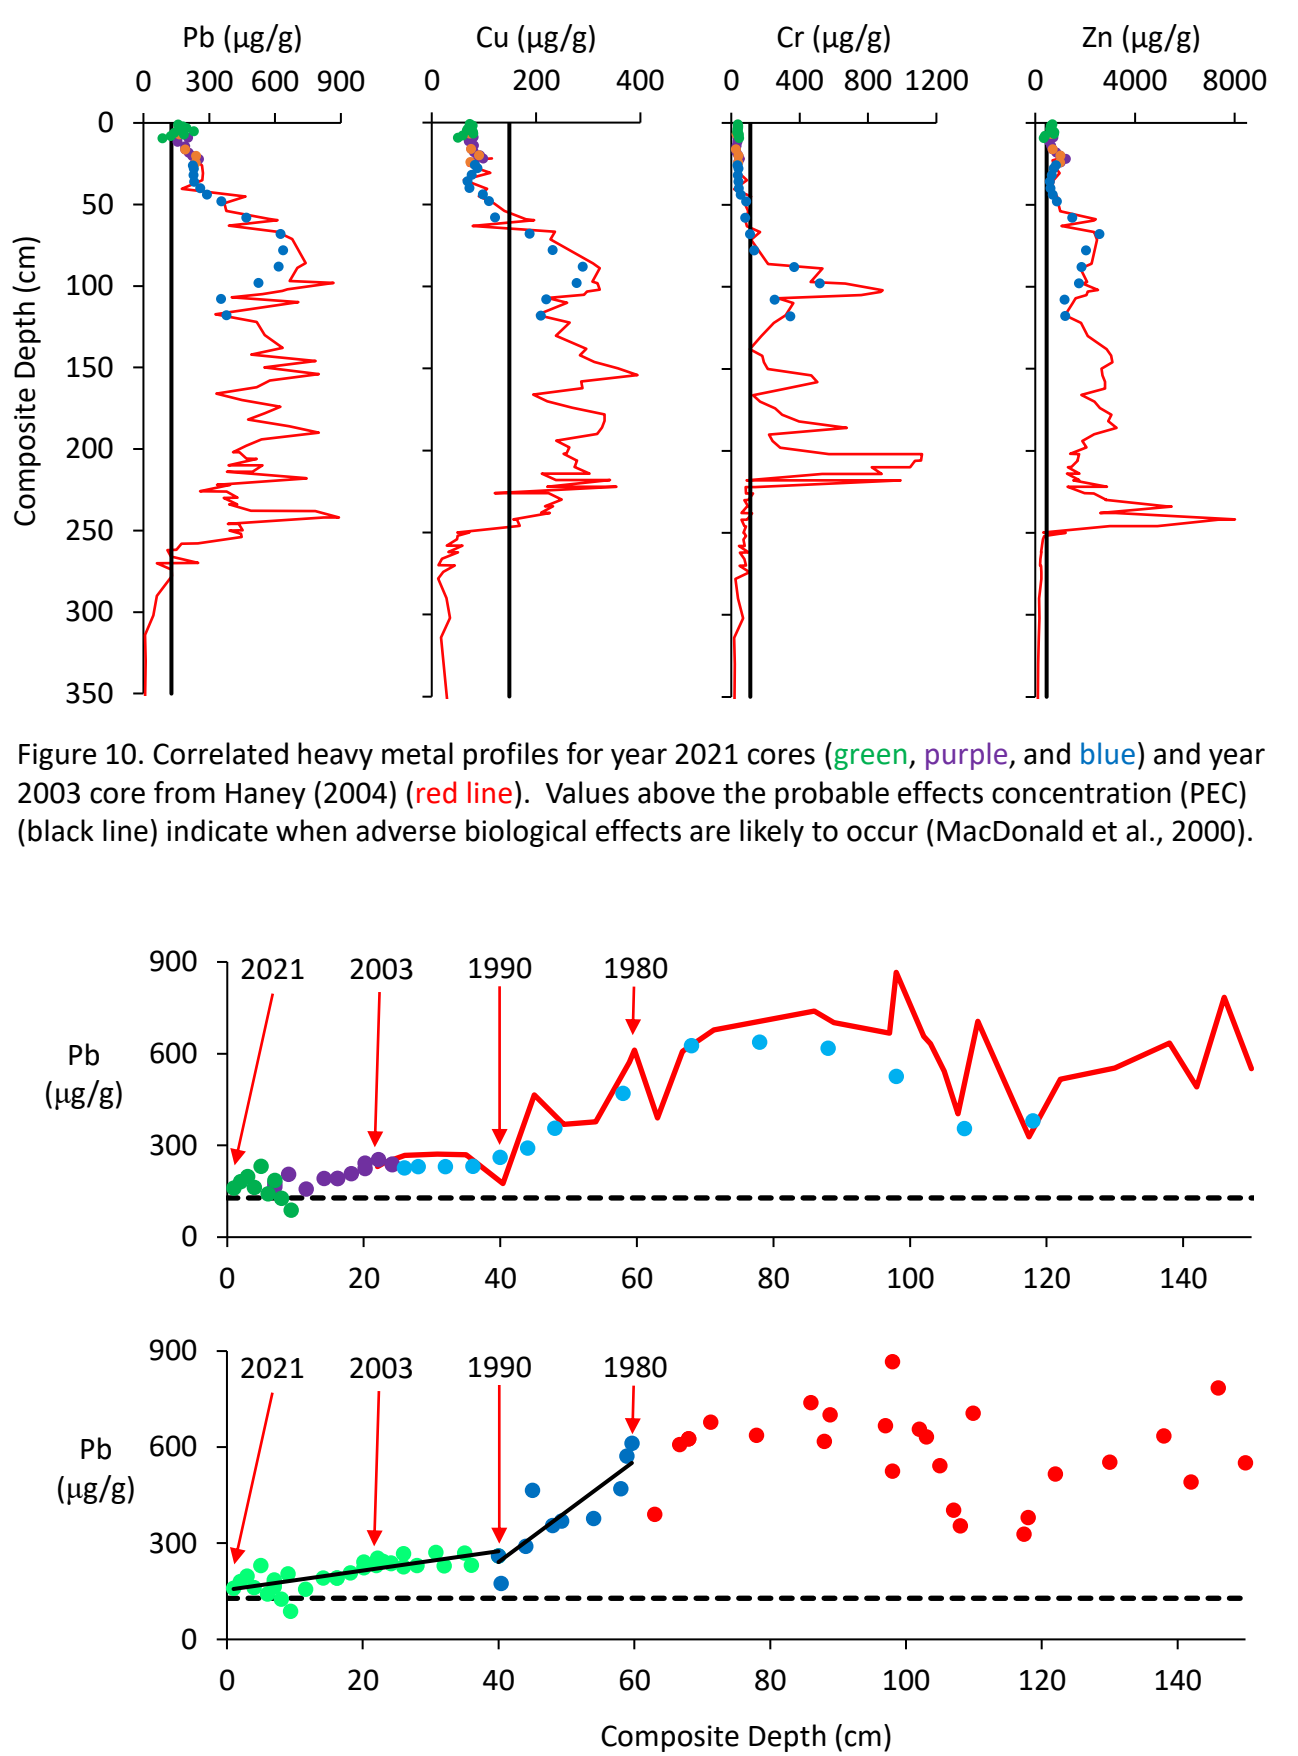 Pb (µg/g) Cu (µg/g) Cr (µg/g) Zn (µg/g)
0 300 600 900 0 200 400 0 400 800 1200 0 4000 8000
0
50
100
150
200
250
300
350
Composite Depth (cm)
Figure 10. Correlated heavy metal profiles for year 2021 cores (green, purple, and blue) and year
2003 core from Haney (2004) (red line). Values above the probable effects concentration (PEC)
(black line) indicate when adverse biological effects are likely to occur (MacDonald et al., 2000).
900
600
300
0
Pb
(µg/g)
2021 2003 1990 1980
0 20 40 60 80 100 120 140
900
600
300
0
Pb
(µg/g)
2021 2003 1990 1980
0 20 40 60 80 100 120 140
Composite Depth (cm)